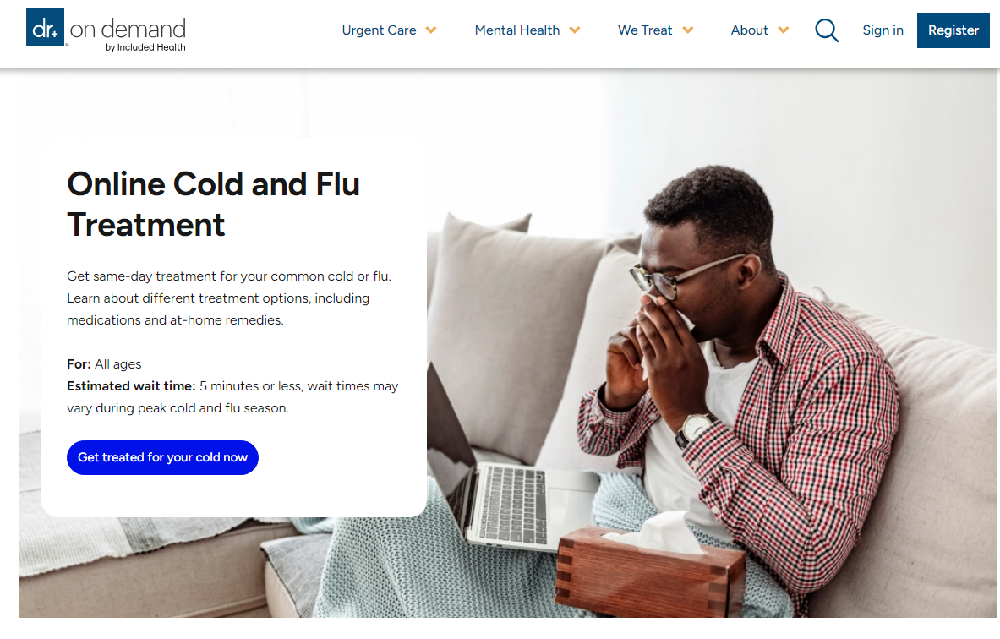 dr+ on demand
by Included Health
Urgent Care
Mental Health
We Treat
About
Sign in
Register
Online Cold and Flu
Treatment
Get same-day treatment for your common cold or flu.
Learn about different treatment options, including
medications and at-home remedies.
For: All ages
Estimated wait time: 5 minutes or less, wait times may
vary during peak cold and flu season.
Get treated for your cold now